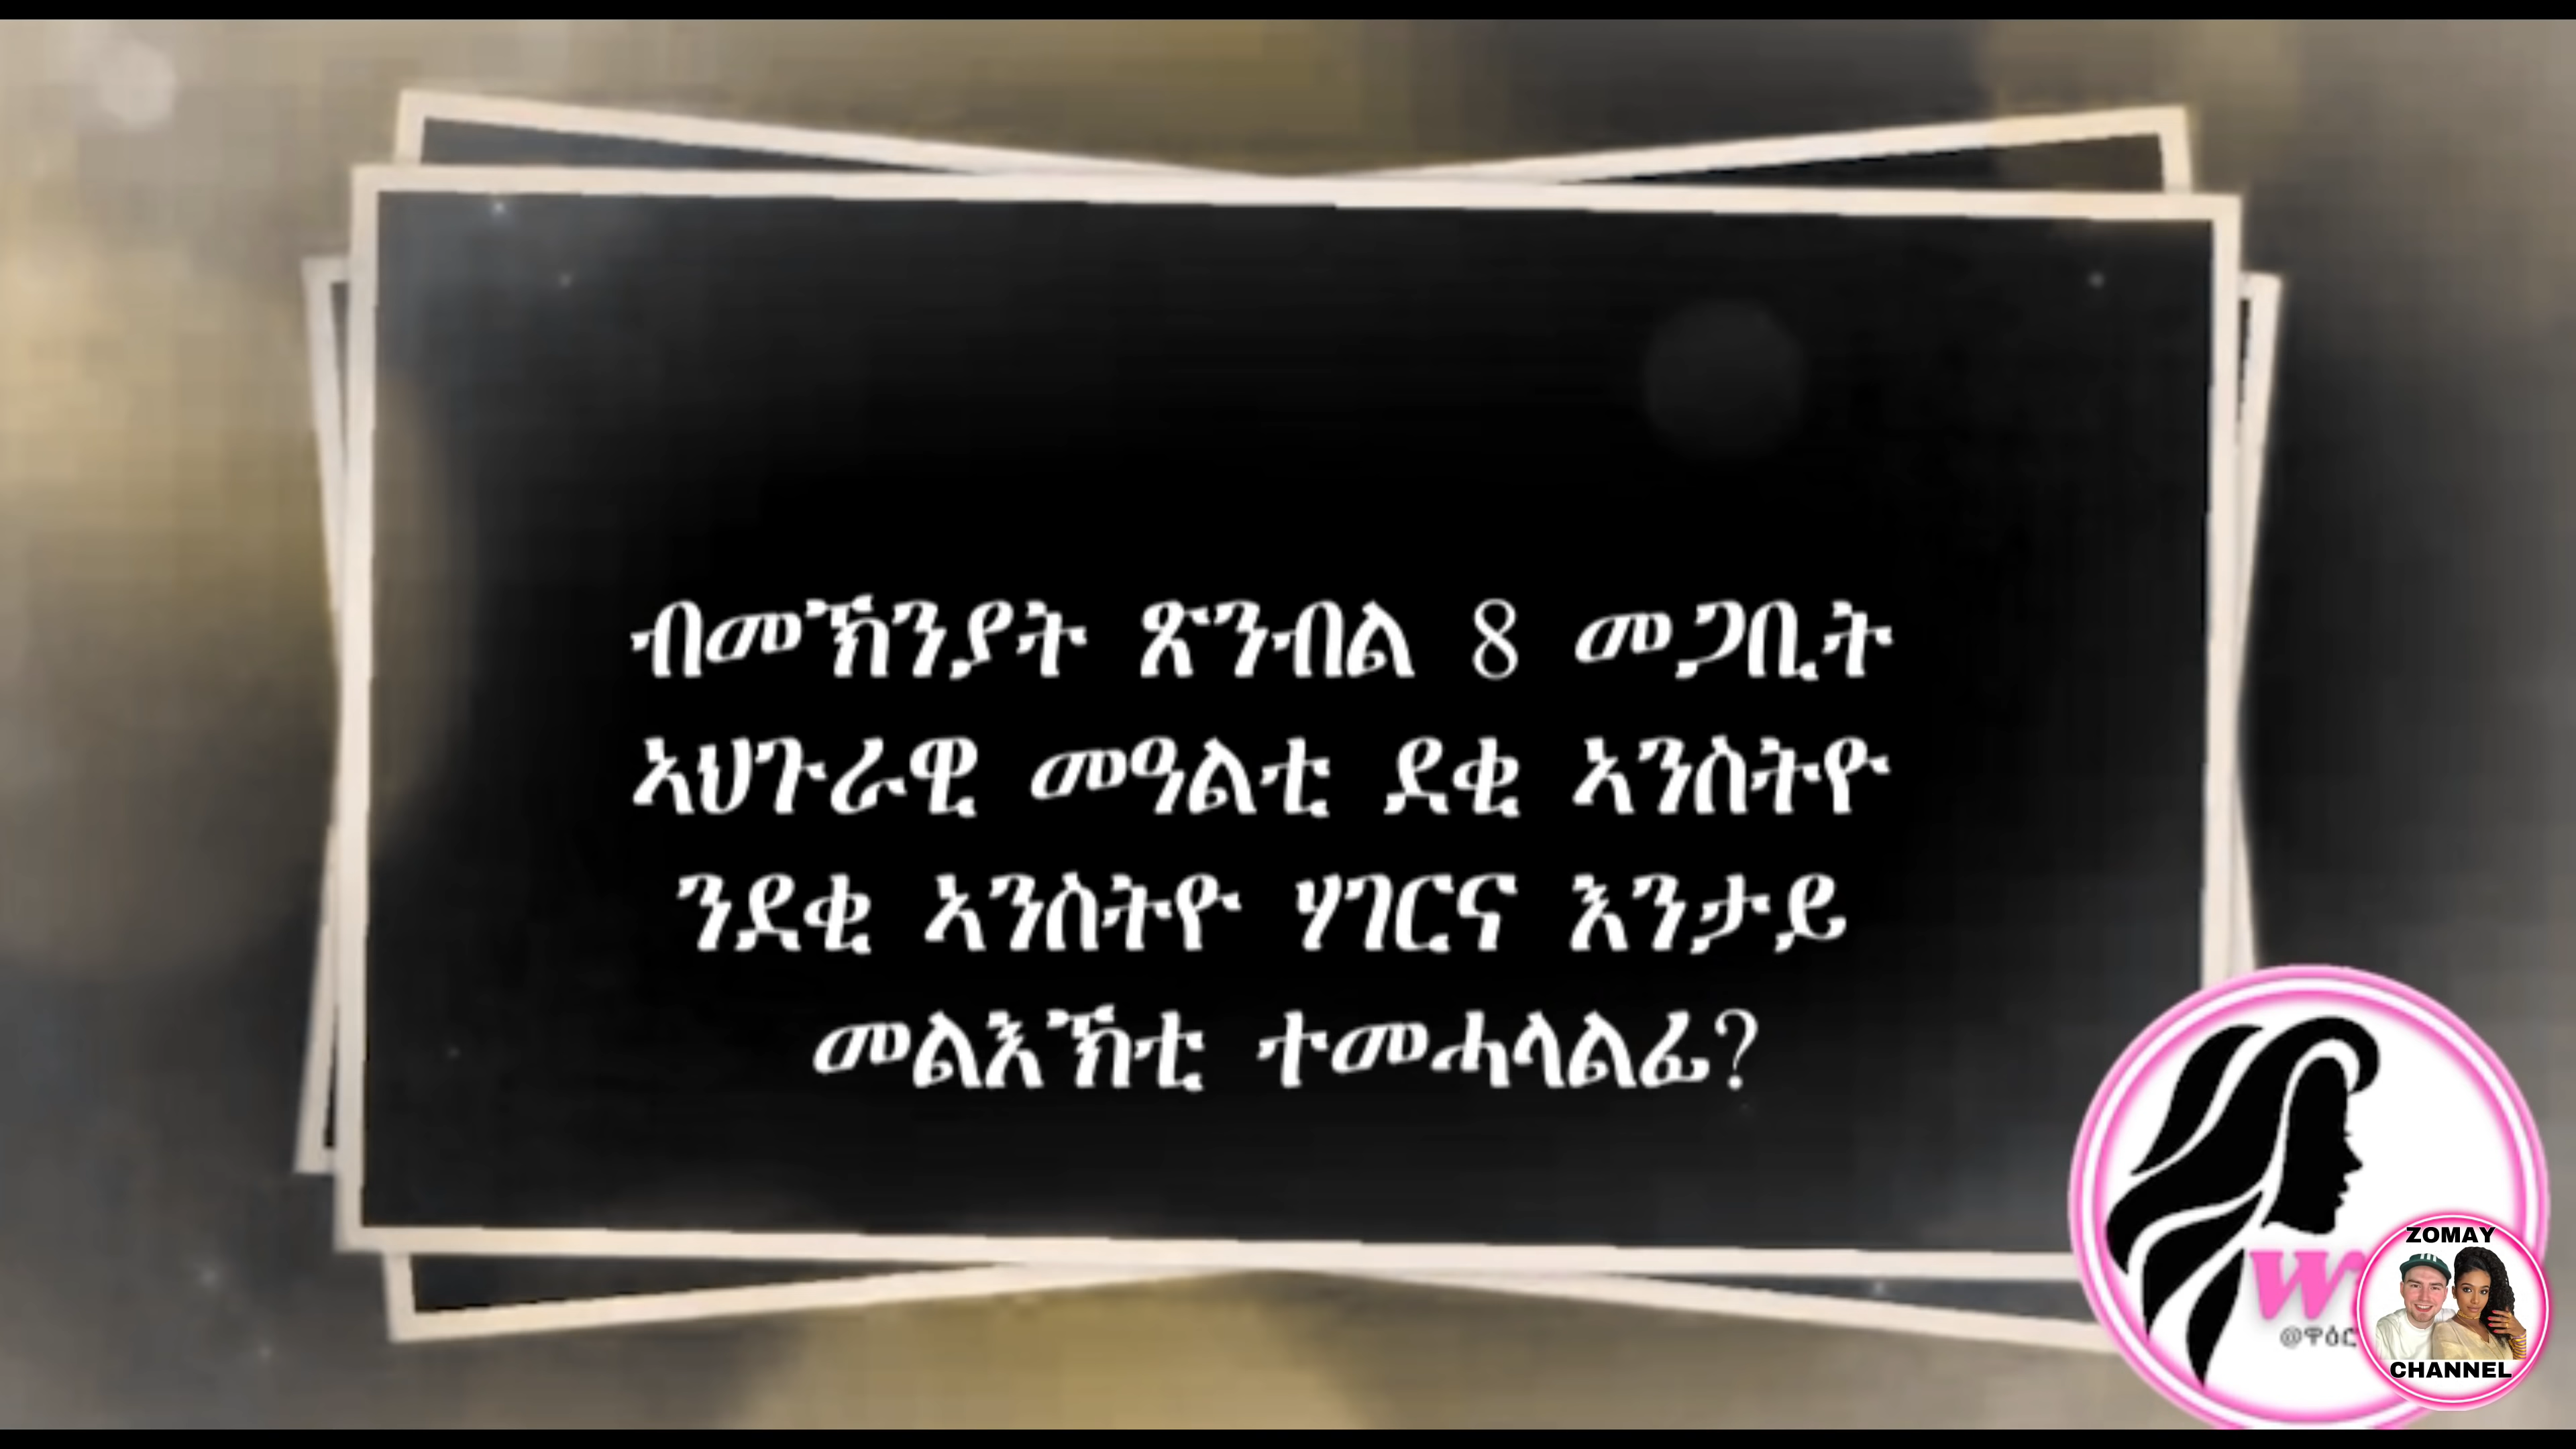 ብመኽንያት ጽንብል 8 መጋቢት
ኣህጉራዊ መዓልቲ ደቂ ኣንስትዮ
ንደቂ ኣንስትዮ ሃገርና እንታይ
መልእኽቲ ተመሓላልፊ?
ZOMAY
CHANNEL